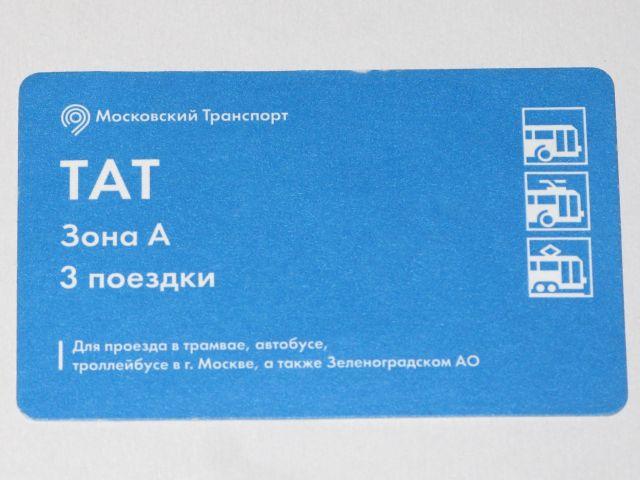 Московский Транспорт
ТАТ
Зона А
3 поездки
Для проезда в трамвае, автобусе,
троллейбусе в г. Москве, а также Зеленоградском АО